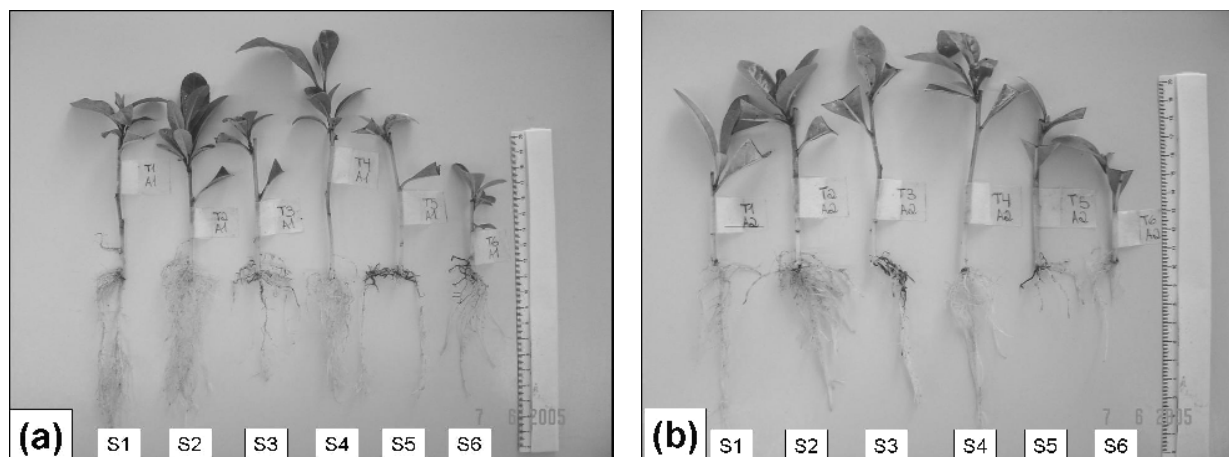 T1
A1
T2
A1
T3
A1
T4
A1
T5
A1
T6
A1
7 6 2005
(a) S1 S2 S3 S4 S5 S6
T1
A2
T2
A2
T3
A2
T4
A2
T5
A2
T6
A2
7 6 2005
(b) S1 S2 S3 S4 S5 S6